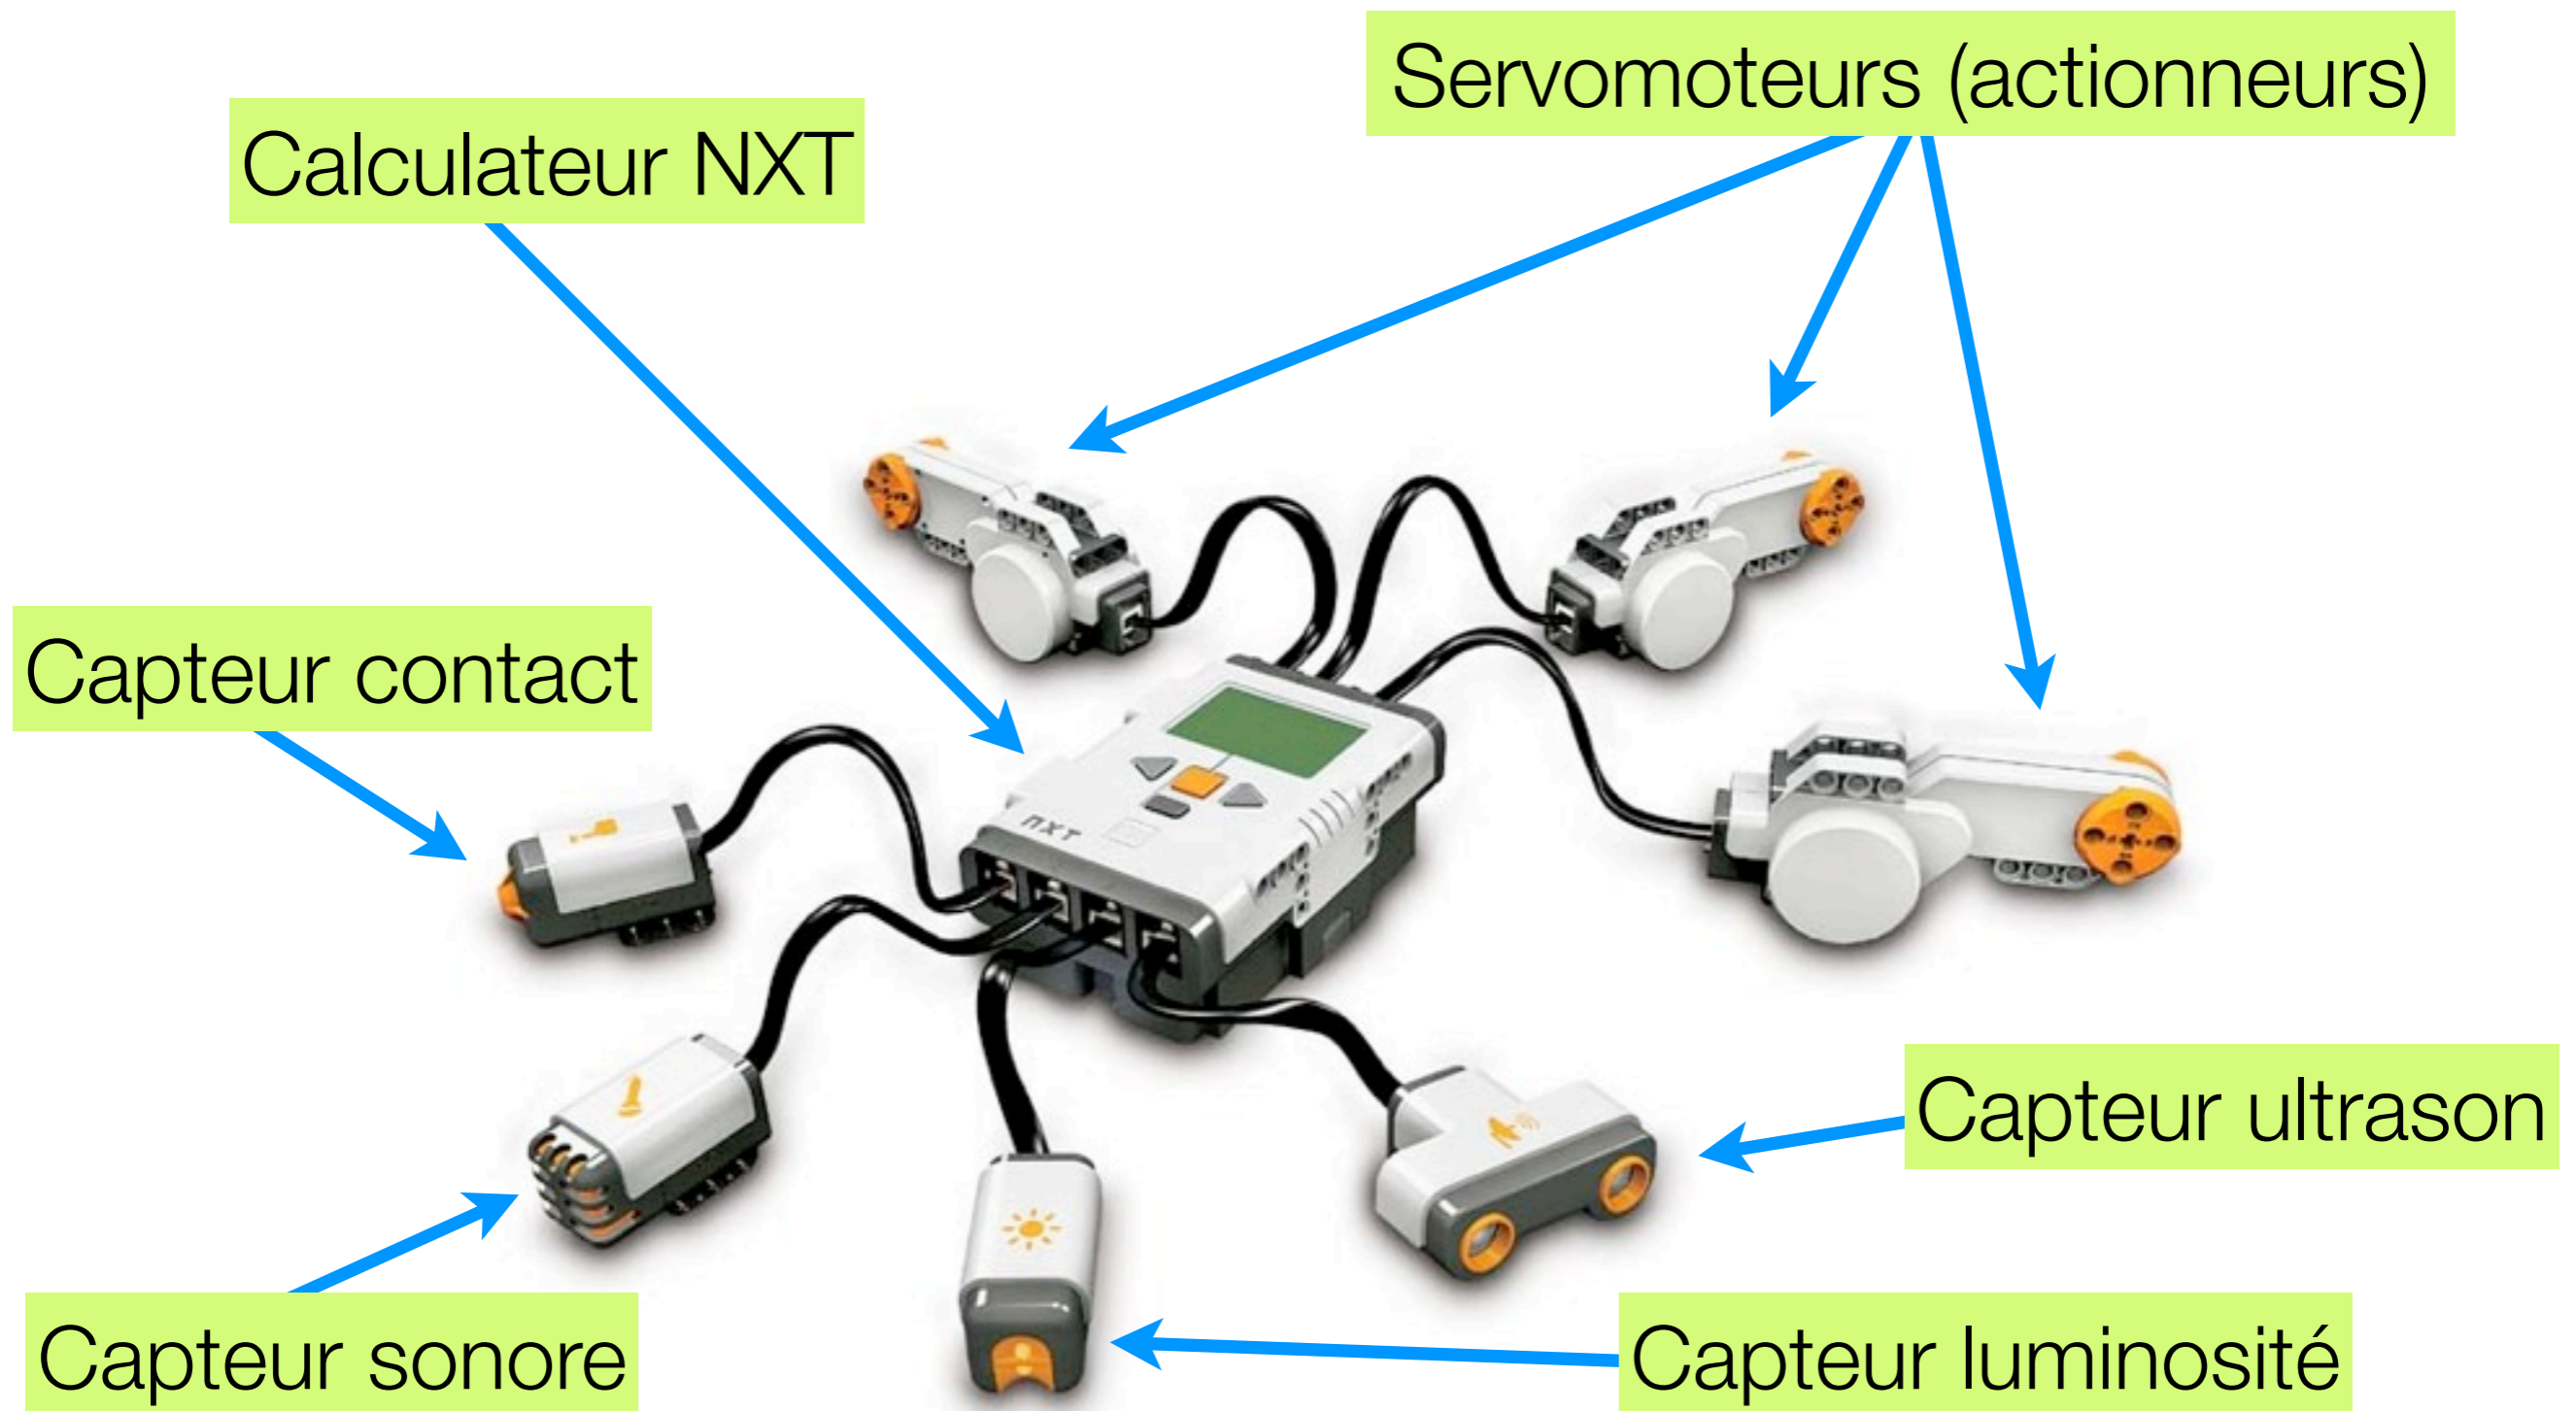 Servomoteurs (actionneurs)
Calculateur NXT
Capteur contact
NXT
Capteur ultrason
Capteur sonore
Capteur luminosité